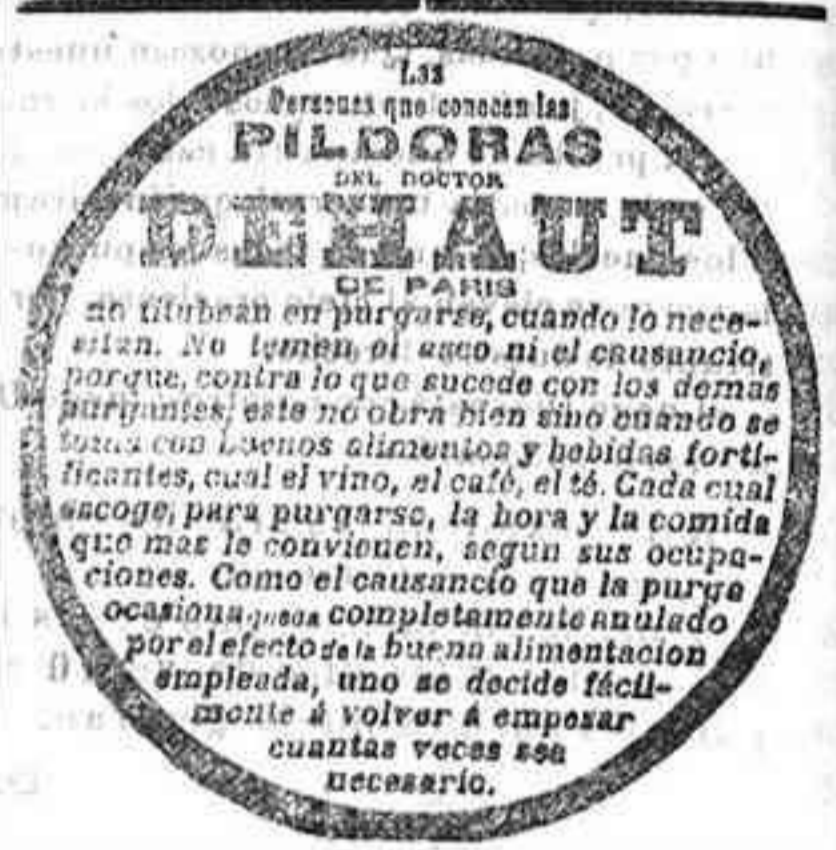 Las
Personas que conocen las
PILDORAS
DEL DOCTOR
DEHAUT
DE PARIS
no titubean en purgarse, cuando lo nece-
sitan. No temen el asco ni el causancio,
porque, contra lo que sucede con los demas
purgantes, este no obra bien sino cuando se
toma con buenos alimentos y bebidas forti-
ficantes, cual el vino, el café, el té. Cada cual
escoge, para purgarse, la hora y la comida
que mas le convienen, segun sus ocupa-
ciones. Como el causancio que la purga
ocasiona queda completamente anulado
por el efecto de la buena alimentacion
empleada, uno se decide fácil-
mente á volver á empezar
cuantas veces sea
necesario.